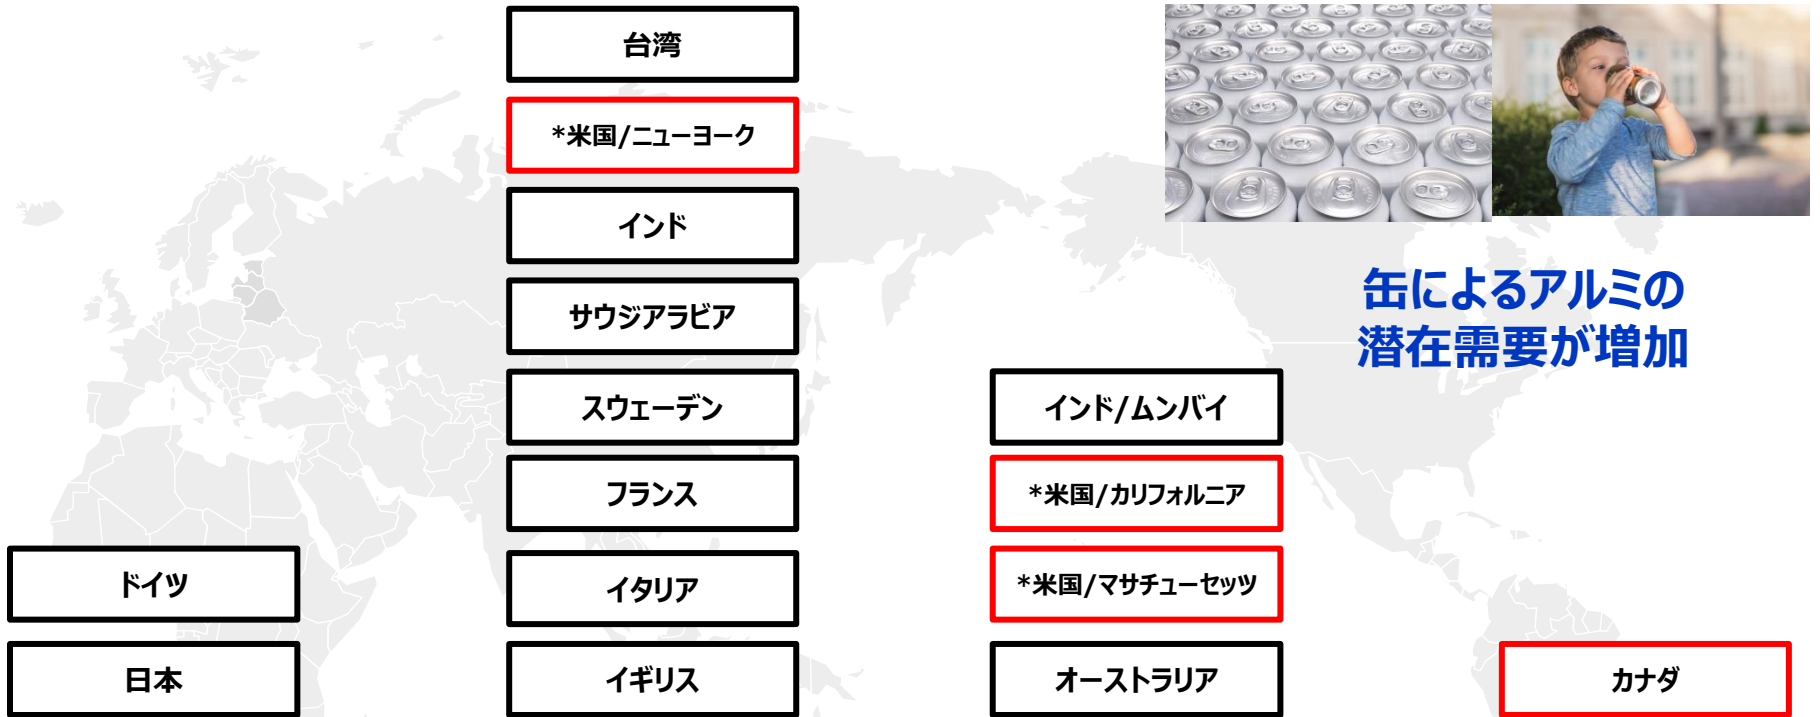 台湾
*米国/ニューヨーク
インド
サウジアラビア
スウェーデン
フランス
イタリア
イギリス
ドイツ
日本
インド/ムンバイ
*米国/カリフォルニア
*米国/マサチューセッツ
オーストラリア
缶によるアルミの
潜在需要が増加
カナダ